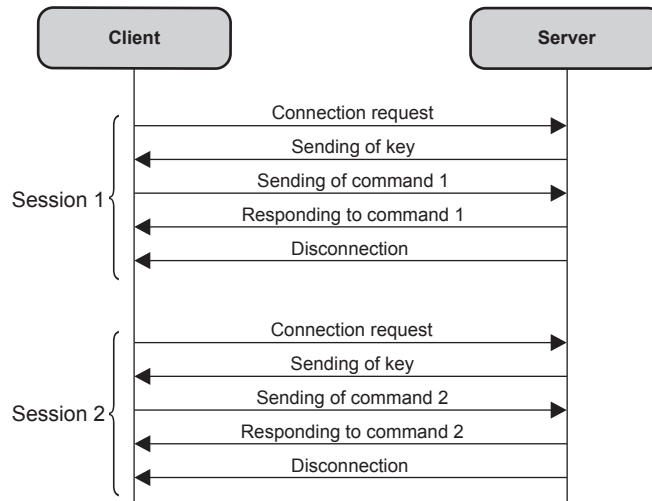 Client
Server
Session 1
Connection request
Sending of key
Sending of command 1
Responding to command 1
Disconnection
Session 2
Connection request
Sending of key
Sending of command 2
Responding to command 2
Disconnection